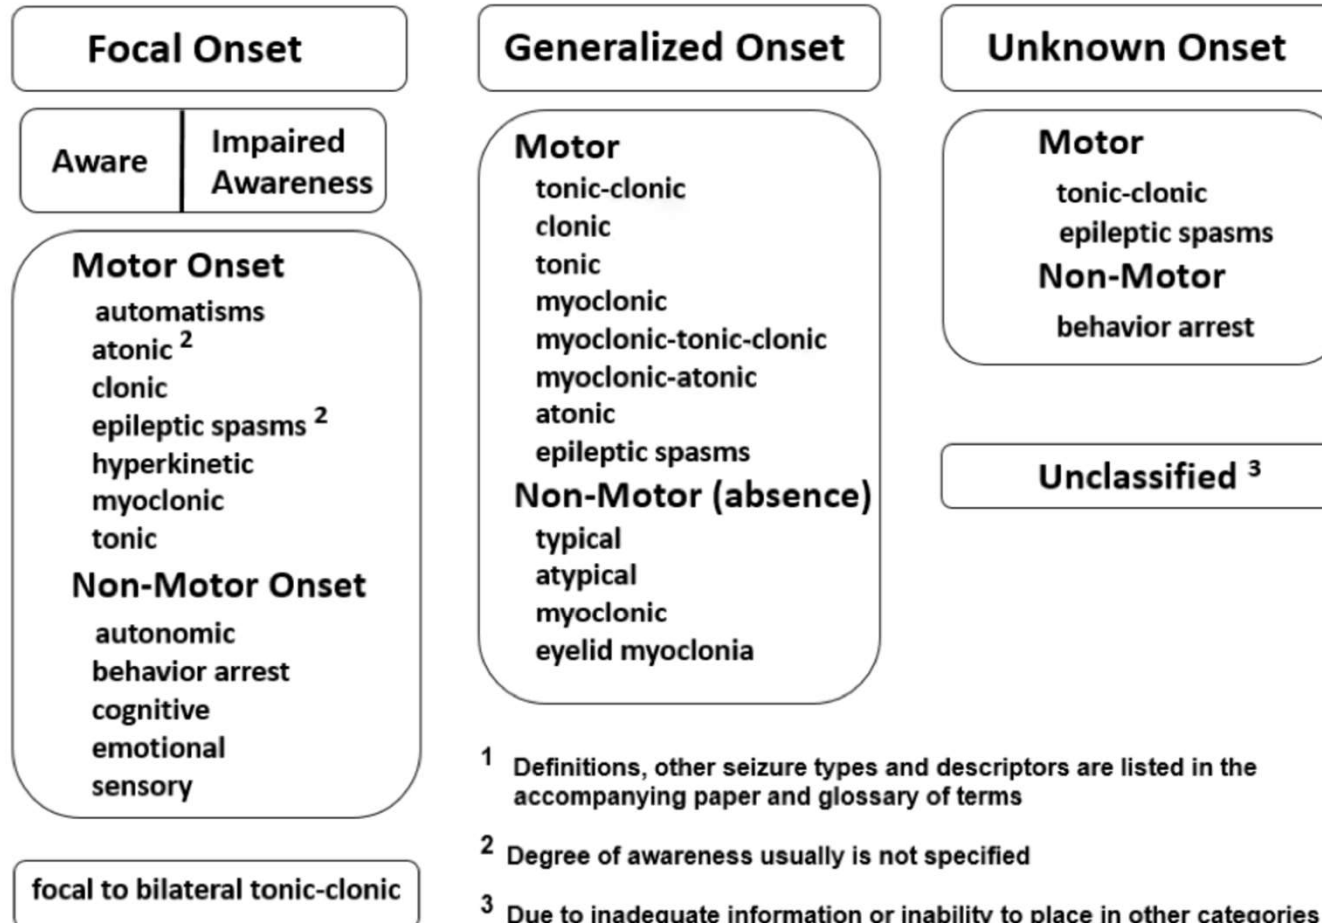 Focal Onset
Aware
Impaired
Awareness
Motor Onset
automatisms
atonic 2
clonic
epileptic spasms 2
hyperkinetic
myoclonic
tonic
Non-Motor Onset
autonomic
behavior arrest
cognitive
emotional
sensory
focal to bilateral tonic-clonic
Generalized Onset
Motor
tonic-clonic
clonic
tonic
myoclonic
myoclonic-tonic-clonic
myoclonic-atonic
atonic
epileptic spasms
Non-Motor (absence)
typical
atypical
myoclonic
eyelid myoclonia
Unknown Onset
Motor
tonic-clonic
epileptic spasms
Non-Motor
behavior arrest
Unclassified 3
1 Definitions, other seizure types and descriptors are listed in the
accompanying paper and glossary of terms
2 Degree of awareness usually is not specified
3 Due to inadequate information or inability to place in other categories